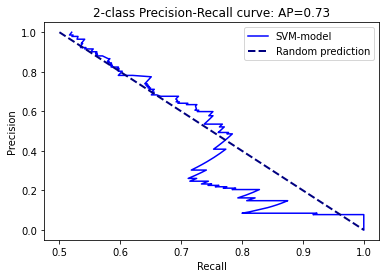 2-class Precision-Recall curve: AP=0.73
SVM-model
Random prediction
1.0
0.8
0.6
0.4
0.2
0.0
Precision
0.5 0.6 0.7 0.8 0.9 1.0
Recall